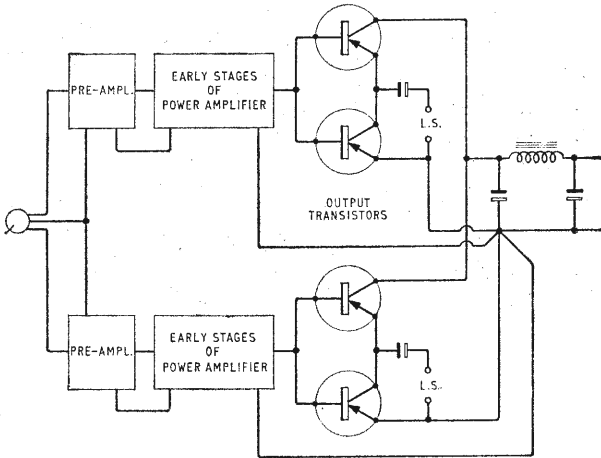 PRE-AMPL.
EARLY STAGES
OF
POWER AMPLIFIER
L.S.
OUTPUT
TRANSISTORS
PRE-AMPL.
EARLY STAGES
OF
POWER AMPLIFIER
L.S.